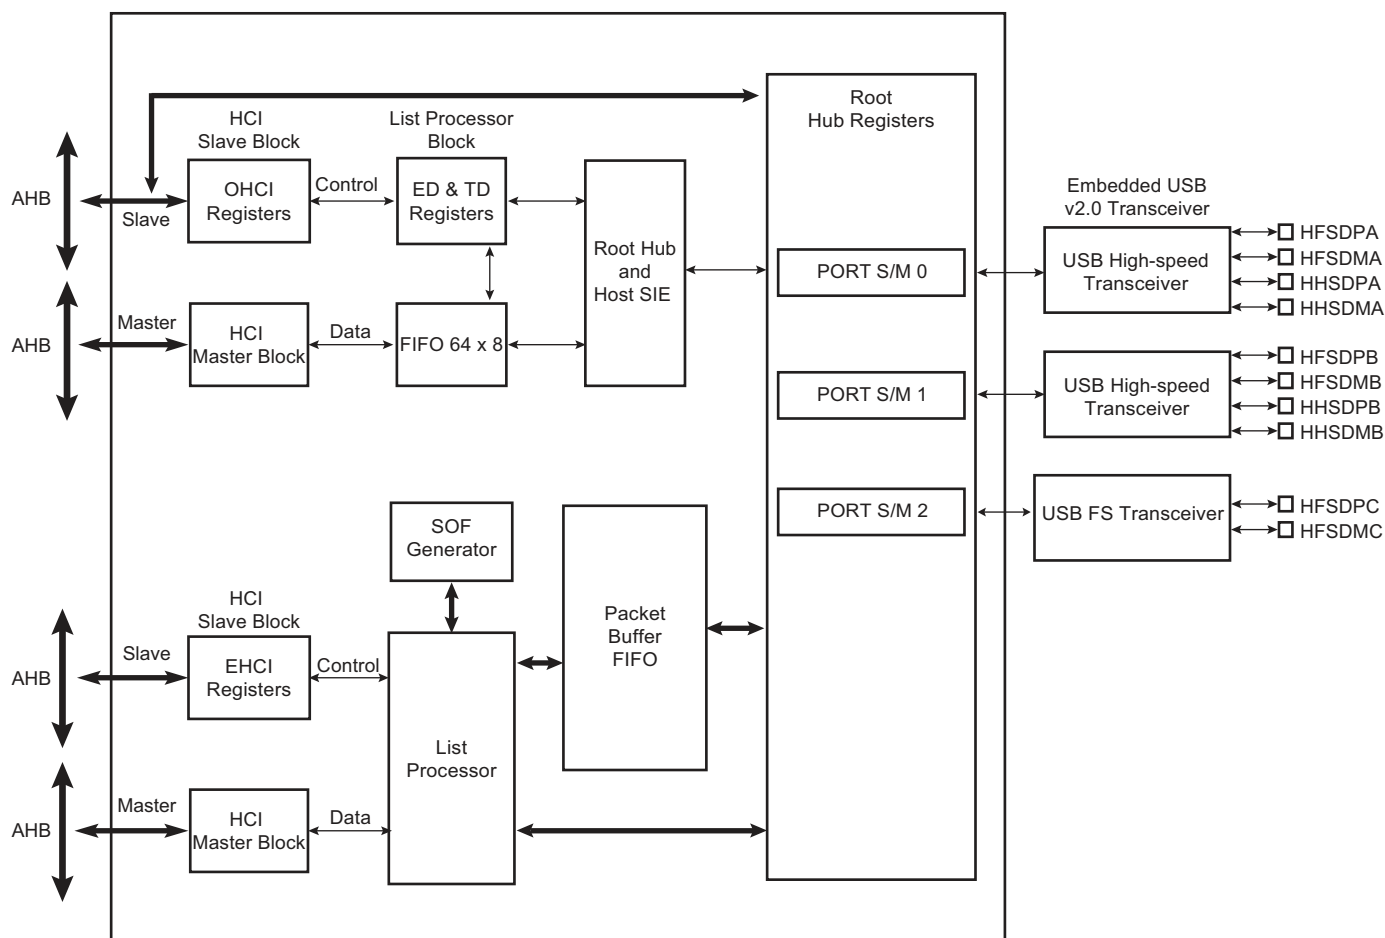 Root
Hub Registers
HCI
Slave Block
List Processor
Block
AHB
Slave
OHCI
Registers
Control
ED & TD
Registers
Root Hub
and
Host SIE
Embedded USB
v2.0 Transceiver
PORT S/M 0
USB High-speed
Transceiver
HFSDPA
HFSDMA
HHSDPA
HHSDMA
AHB
Master
HCI
Master Block
Data
FIFO 64 x 8
PORT S/M 1
USB High-speed
Transceiver
HFSDPB
HFSDMB
HHSDPB
HHSDMB
PORT S/M 2
USB FS Transceiver
HFSDPC
HFSDMC
SOF
Generator
Packet
Buffer
FIFO
HCI
Slave Block
AHB
Slave
EHCI
Registers
Control
List
Processor
AHB
Master
HCI
Master Block
Data